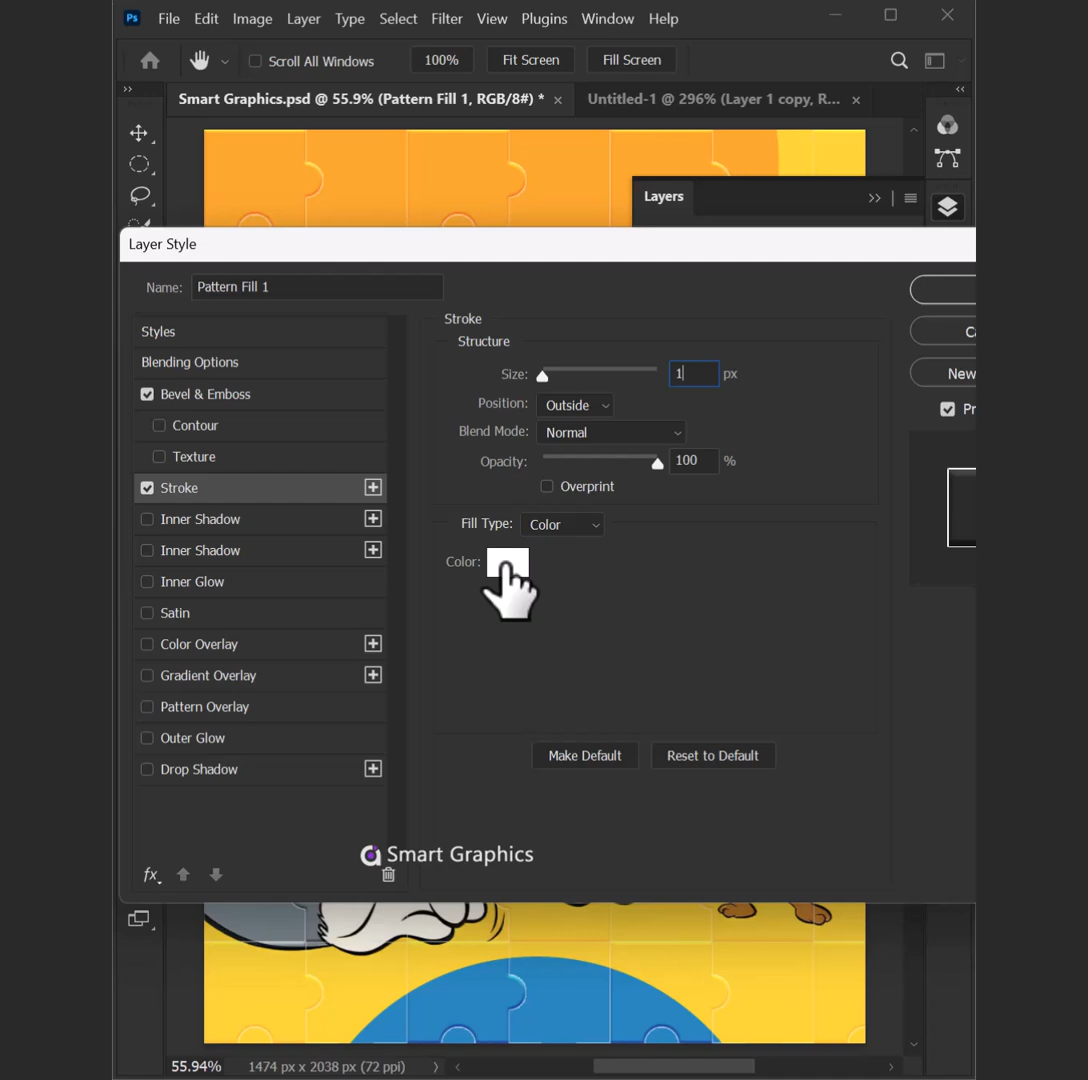 Ps File Edit Image Layer Type Select Filter View Plugins Window Help
Scroll All Windows 100% Fit Screen Fill Screen
Smart Graphics.psd @ 55.9% (Pattern Fill 1, RGB/8#) * × Untitled-1 @ 296% (Layer 1 copy, R... ×
Layers
Layer Style
Name: Pattern Fill 1
Styles
Blending Options
Bevel & Emboss
Contour
Texture
Stroke
Inner Shadow
Inner Shadow
Inner Glow
Satin
Color Overlay
Gradient Overlay
Pattern Overlay
Outer Glow
Drop Shadow
fx
Stroke
Structure
Size: 1 px
Position: Outside
Blend Mode: Normal
Opacity: 100 %
Overprint
Fill Type: Color
Color:
Make Default Reset to Default
Ca
New
Pr
Smart Graphics
55.94% 1474 px x 2038 px (72 ppi)